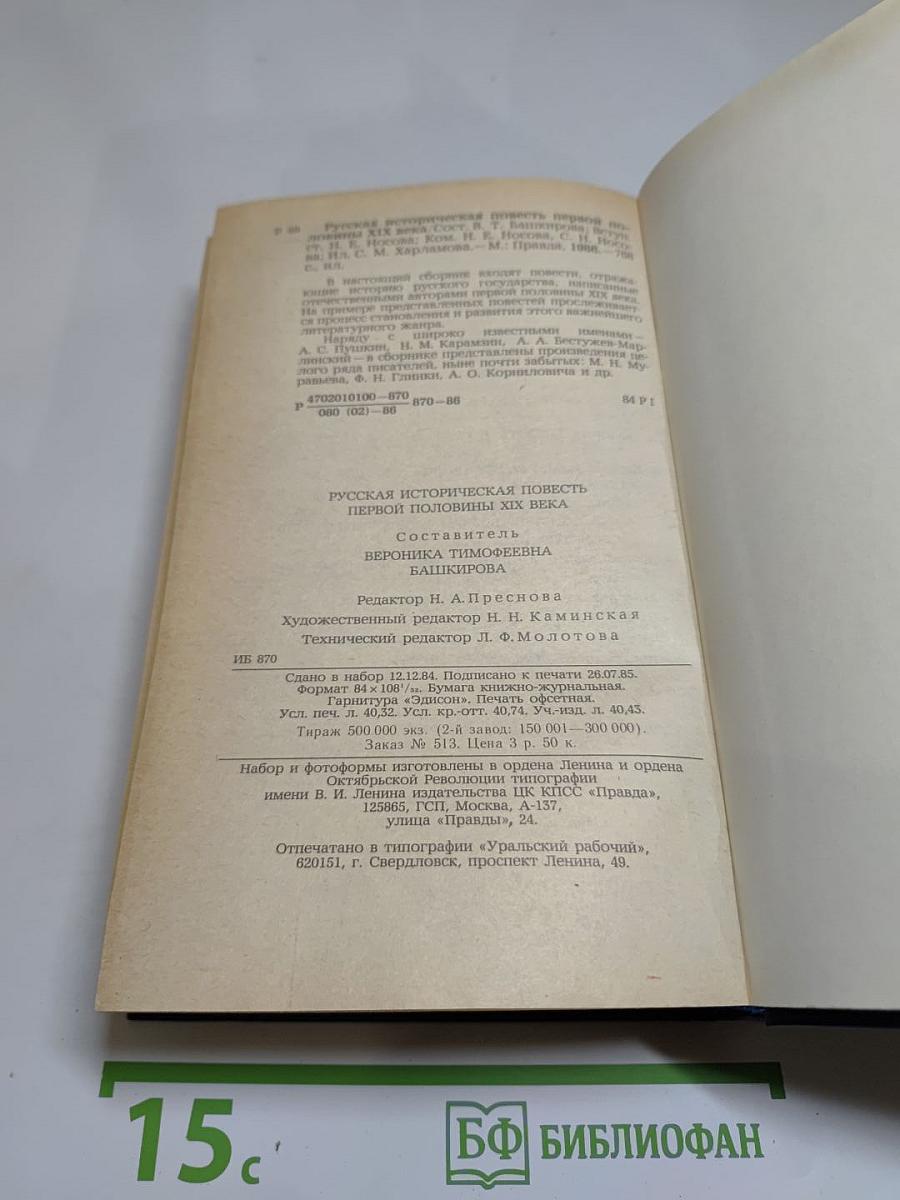 Русская историческая повесть первой по-
ловины XIX века/Сост. В. Т. Башкирова; Вступ.
ст. Н. Е. Носова; Ком. Н. Е. Носова, С. Н. Носо-
ва; Ил. С. М. Харламова.— М.: Правда, 1986.—768
с., ил.
В настоящий сборник входят повести, отража-
ющие историю русского государства, написанные
отечественными авторами первой половины XIX века.
На примере представленных повестей прослеживает-
ся процесс становления и развития этого важнейшего
литературного жанра.
Наряду с широко известными именами—
А. С. Пушкин, Н. М. Карамзин, А. А. Бестужев-Мар-
линский—в сборнике представлены произведения це-
лого ряда писателей, ныне почти забытых: М. Н. Му-
равьева, Ф. Н. Глинки, А. О. Корниловича и др.
Р 4702010100—870 870—86 84 Р1
080 (02)—86
РУССКАЯ ИСТОРИЧЕСКАЯ ПОВЕСТЬ
ПЕРВОЙ ПОЛОВИНЫ XIX ВЕКА
Составитель
ВЕРОНИКА ТИМОФЕЕВНА
БАШКИРОВА
Редактор Н. А. Преснова
Художественный редактор Н. Н. Каминская
Технический редактор Л. Ф. Молотова
ИБ 870
Сдано в набор 12.12.84. Подписано к печати 26.07.85.
Формат 84×108¹/₃₂. Бумага книжно-журнальная.
Гарнитура «Эдисон». Печать офсетная.
Усл. печ. л. 40,32. Усл. кр.-отт. 40,74. Уч.-изд. л. 40,43.
Тираж 500 000 экз. (2-й завод: 150 001—300 000).
Заказ № 513. Цена 3 р. 50 к.
Набор и фотоформы изготовлены в ордена Ленина и ордена
Октябрьской Революции типографии
имени В. И. Ленина издательства ЦК КПСС «Правда»,
125865, ГСП, Москва, А-137,
улица «Правды», 24.
Отпечатано в типографии «Уральский рабочий»,
620151, г. Свердловск, проспект Ленина, 49.
15 с
БФ БИБЛИОФАН